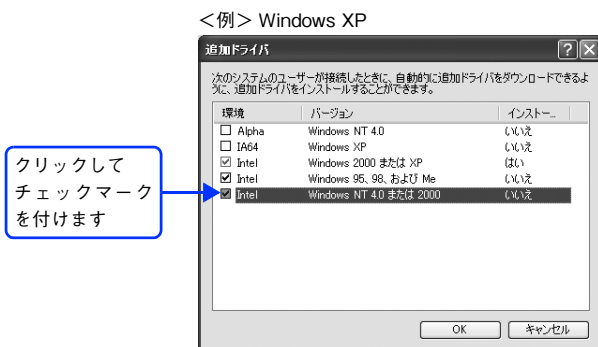 ＜例＞ Windows XP
追加ドライバ
次のシステムのユーザーが接続したときに、自動的に追加ドライバをダウンロードできるよ
うに、追加ドライバをインストールすることができます。
環境 バージョン インストー...
Alpha Windows NT 4.0 いいえ
IA64 Windows XP いいえ
Intel Windows 2000 または XP はい
Intel Windows 95、98、および Me いいえ
Intel Windows NT 4.0 または 2000 いいえ
クリックして
チェックマーク
を付けます
OK キャンセル